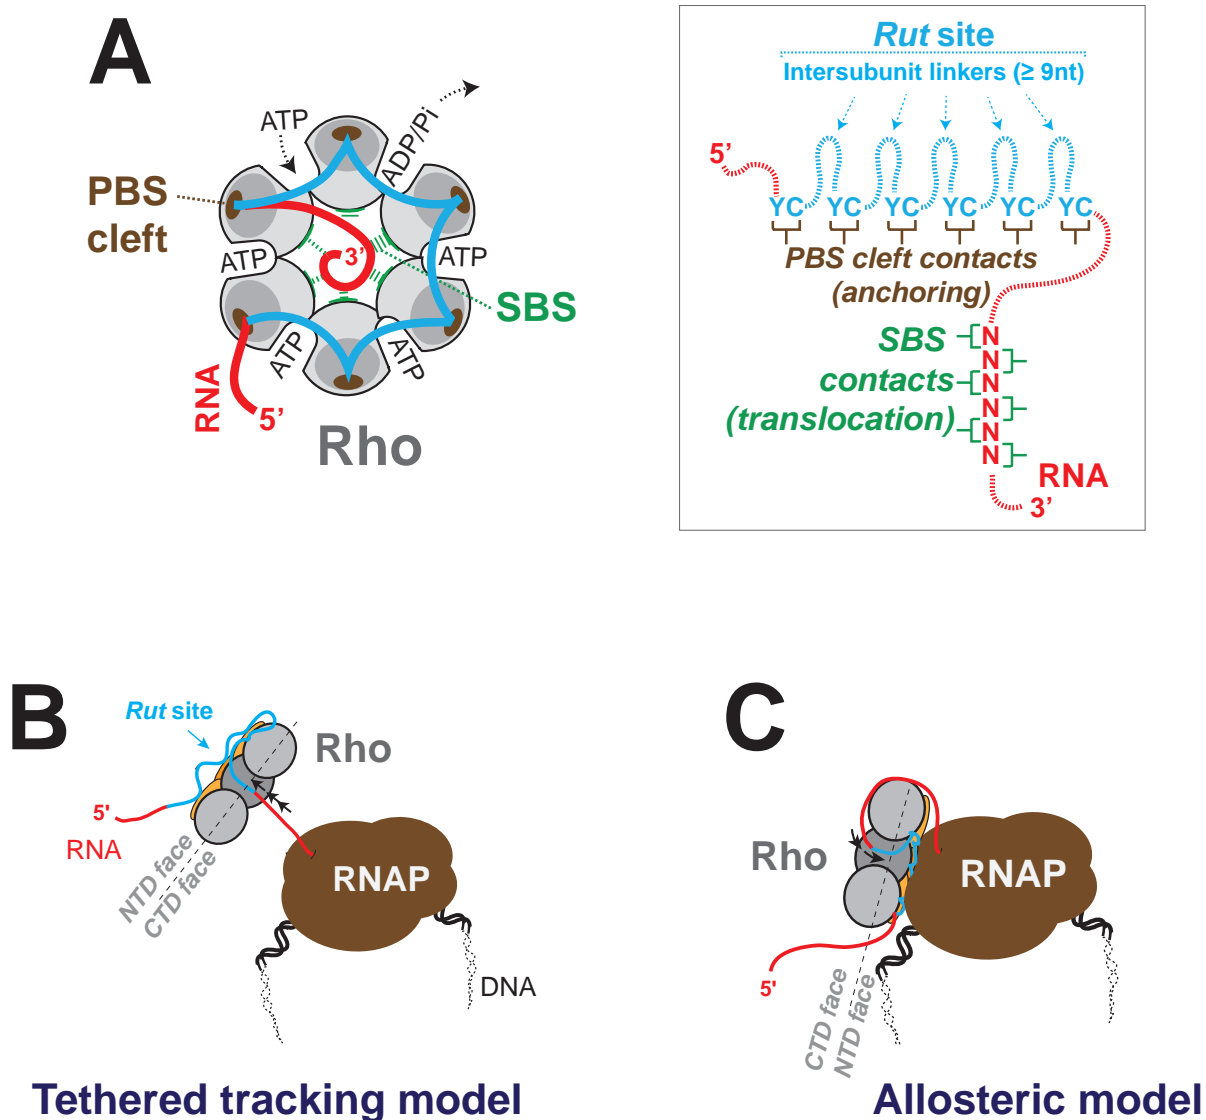 A
ATP
ADP/Pi
PBS
cleft
ATP
3’
ATP
SBS
ATP
ATP
RNA
5’
Rho
Rut site
Intersubunit linkers (≥ 9nt)
5’
YC YC YC YC YC YC
PBS cleft contacts
(anchoring)
SBS
contacts
(translocation)
N
N
N
N
N
N
RNA
3’
B
Rut site
Rho
5'
RNA
NTD face
CTD face
RNAP
DNA
Tethered tracking model
C
Rho
RNAP
5'
CTD face
NTD face
Allosteric model